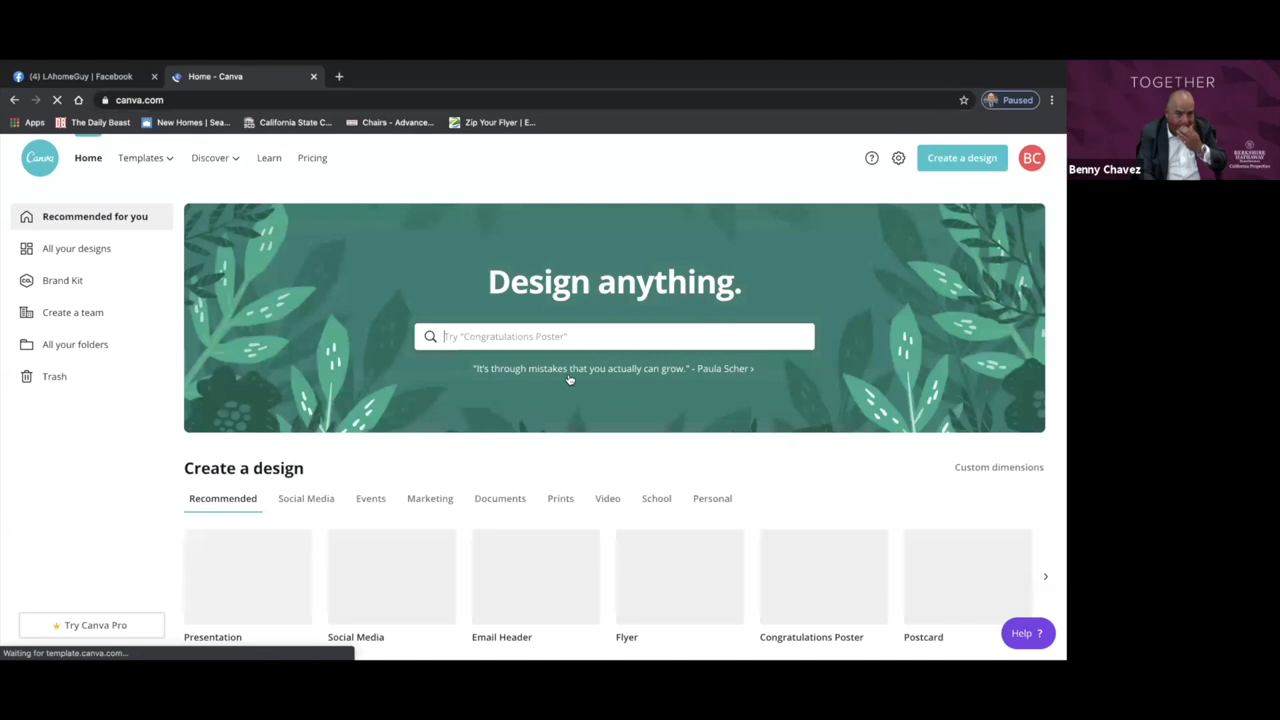 (4) LAhomeGuy | Facebook
Home - Canva
canva.com
Paused
Apps
The Daily Beast
New Homes | Sea...
California State C...
Chairs - Advance...
Zip Your Flyer | E...
Canva
Home
Templates
Discover
Learn
Pricing
Create a design
BC
Recommended for you
All your designs
Brand Kit
Create a team
All your folders
Trash
Try Canva Pro
Design anything.
Try "Congratulations Poster"
"It's through mistakes that you actually can grow." - Paula Scher ›
Create a design
Custom dimensions
Recommended
Social Media
Events
Marketing
Documents
Prints
Video
School
Personal
Presentation
Social Media
Email Header
Flyer
Congratulations Poster
Postcard
Help ?
Waiting for template.canva.com...
TOGETHER
BERKSHIRE
HATHAWAY
HomeServices
California Properties
Benny Chavez